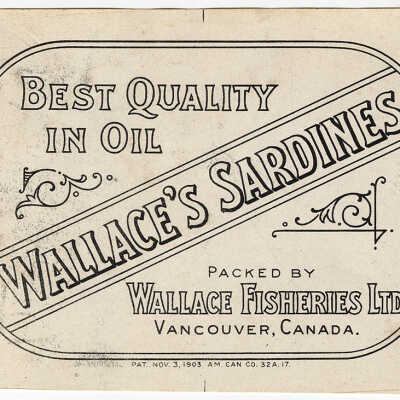 BEST QUALITY
IN OIL
WALLACE'S SARDINES
PACKED BY
WALLACE FISHERIES LTD
VANCOUVER, CANADA.
PAT. NOV. 3, 1903 AM. CAN CO. 32A. 17.